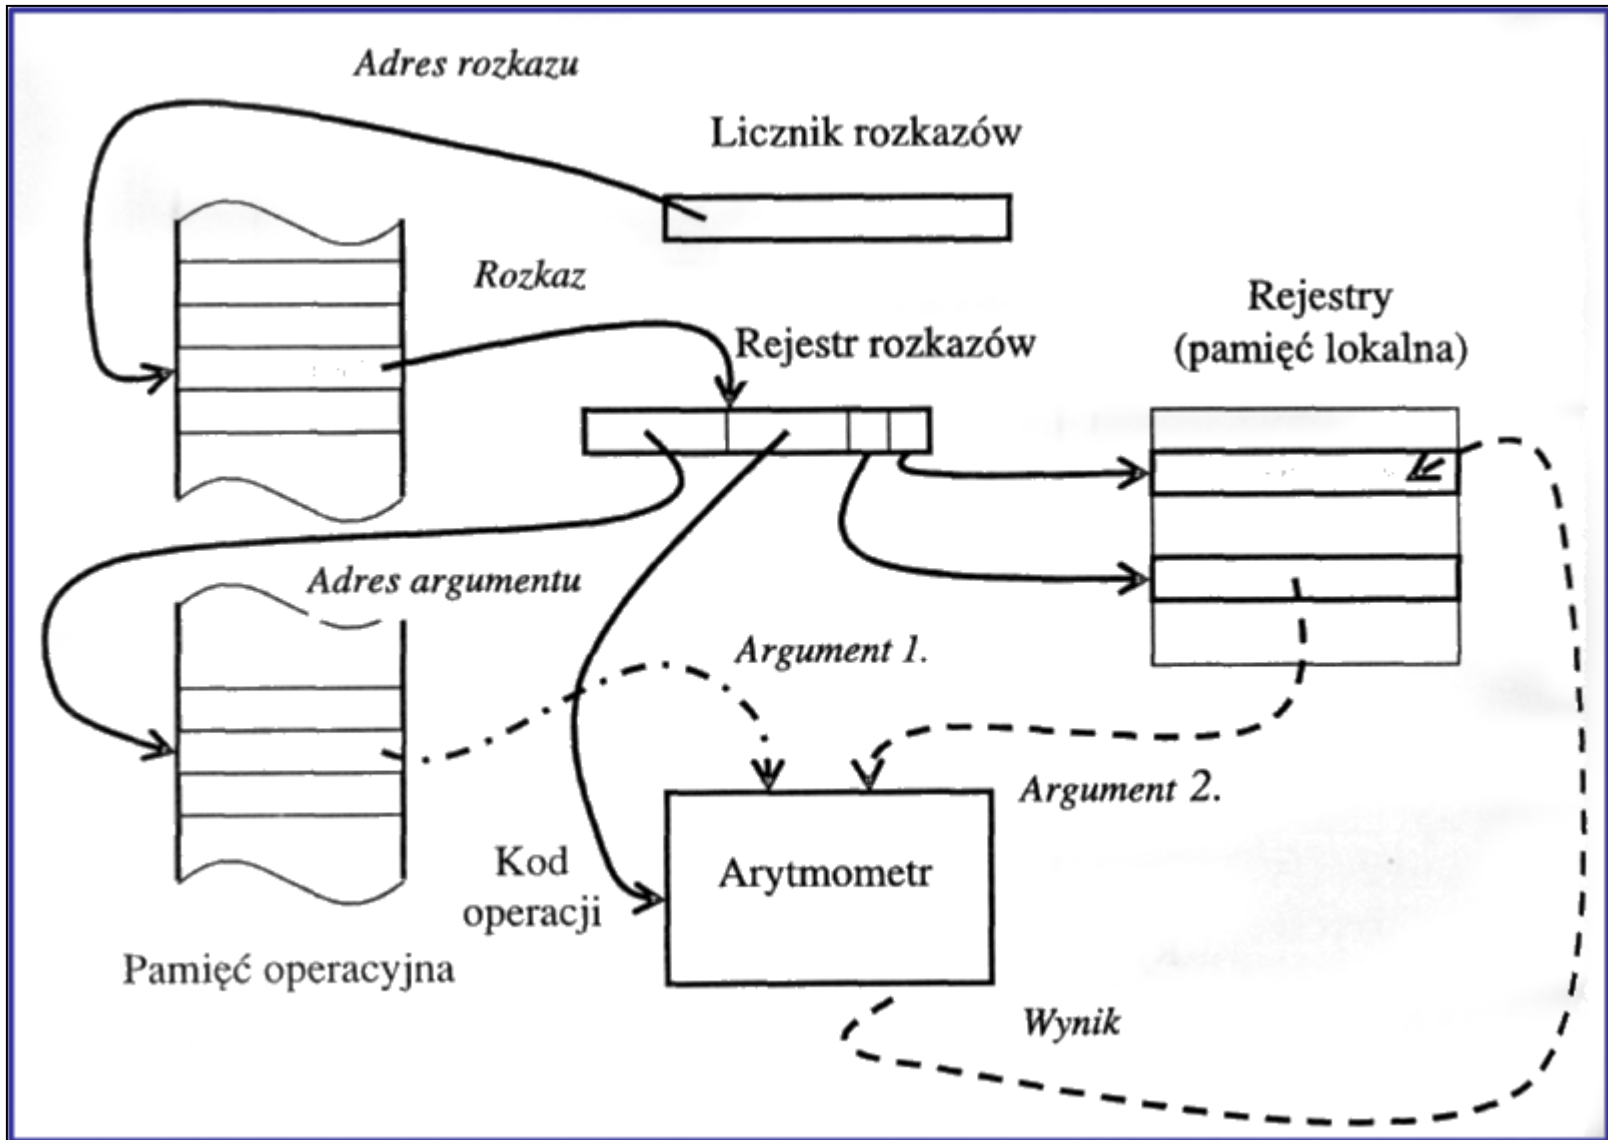 Adres rozkazu
Licznik rozkazów
Rozkaz
Rejestr rozkazów
Rejestry
(pamięć lokalna)
Adres argumentu
Argument 1.
Argument 2.
Kod
operacji
Arytmometr
Pamięć operacyjna
Wynik